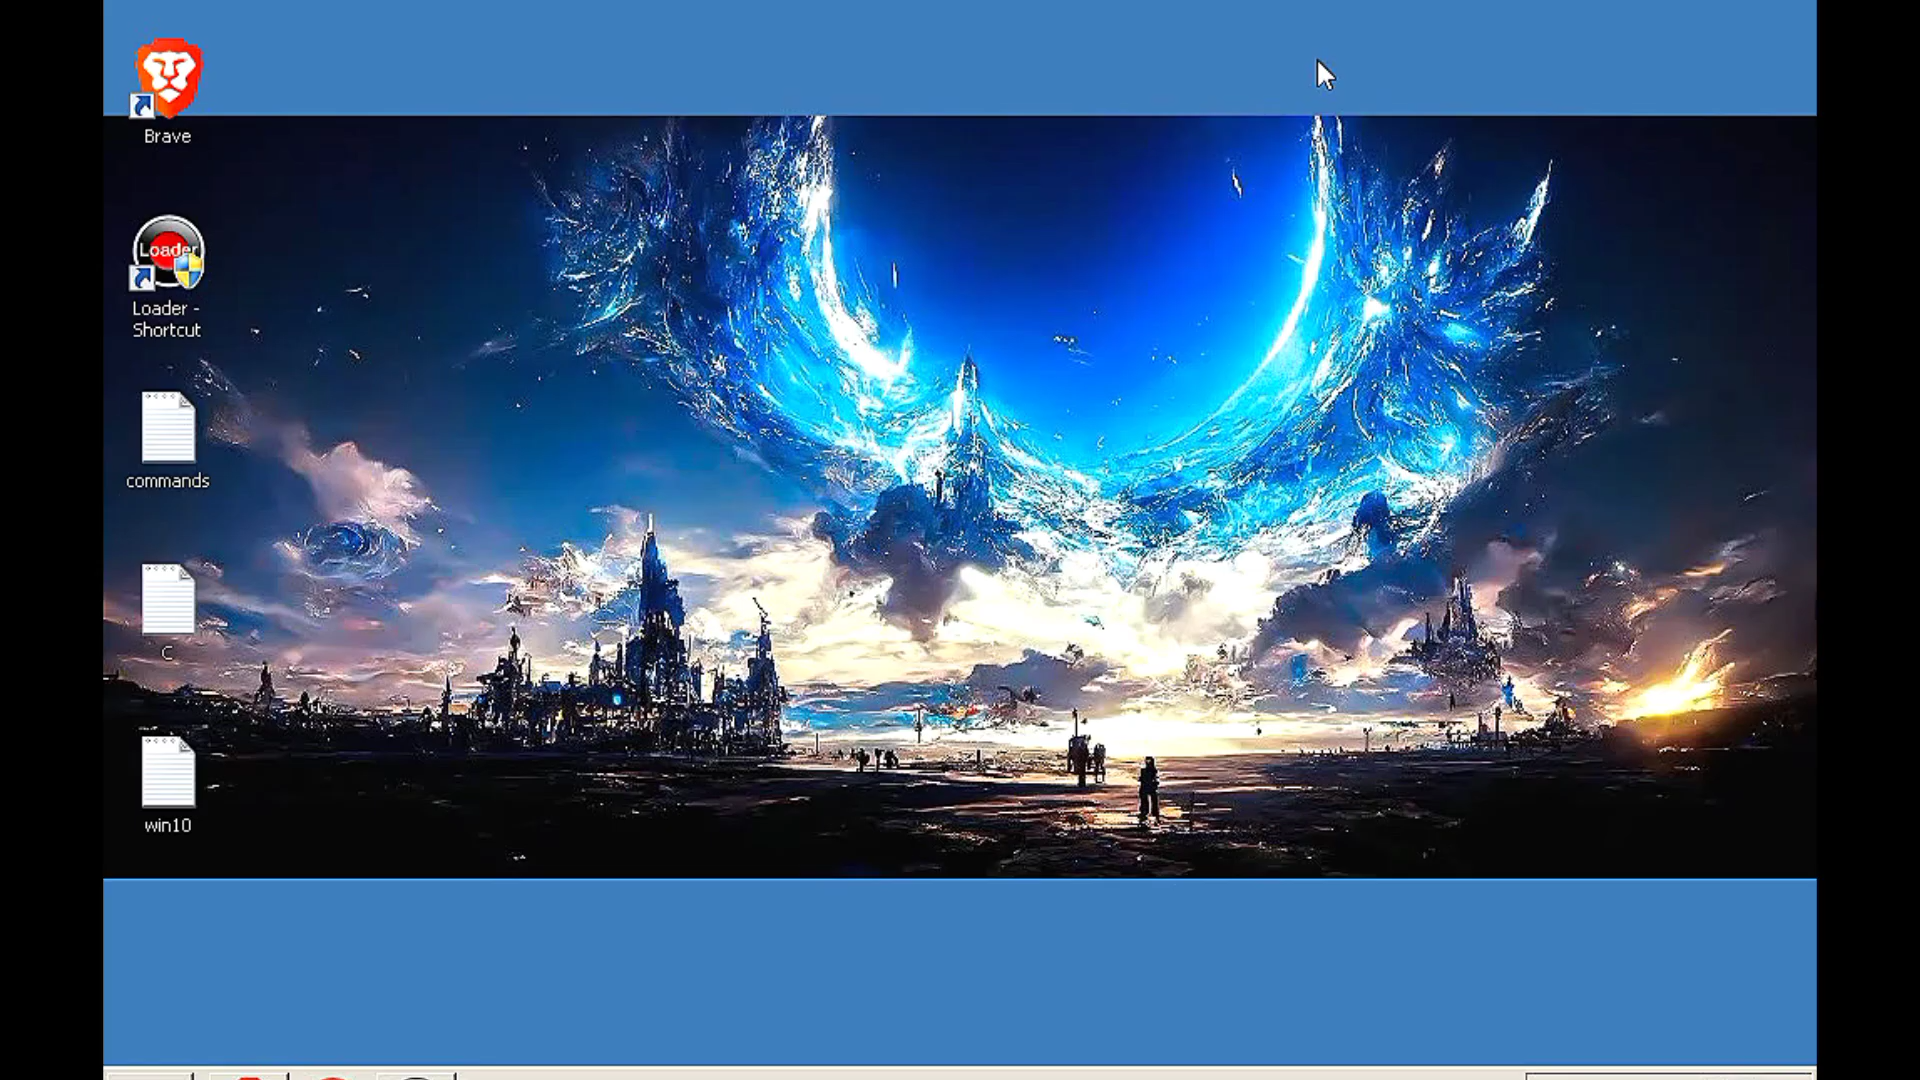 Brave
Loader
Loader -
Shortcut
commands
C
win10